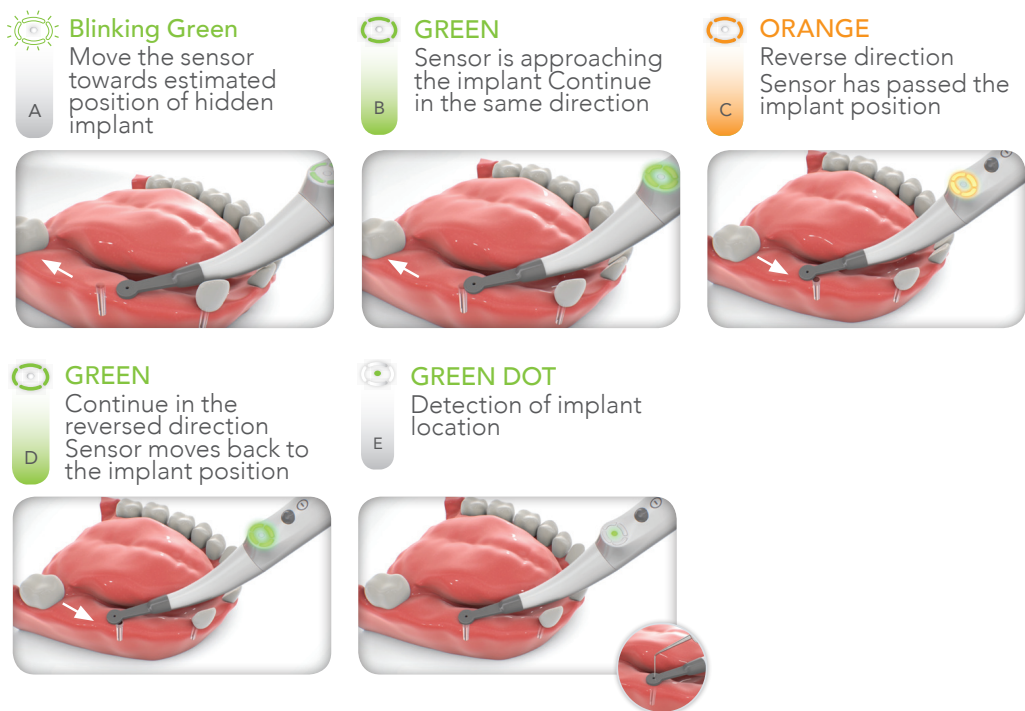 Blinking Green
Move the sensor
towards estimated
position of hidden
implant
A
GREEN
Sensor is approaching
the implant Continue
in the same direction
B
ORANGE
Reverse direction
Sensor has passed the
implant position
C
GREEN
Continue in the
reversed direction
Sensor moves back to
the implant position
D
GREEN DOT
Detection of implant
location
E